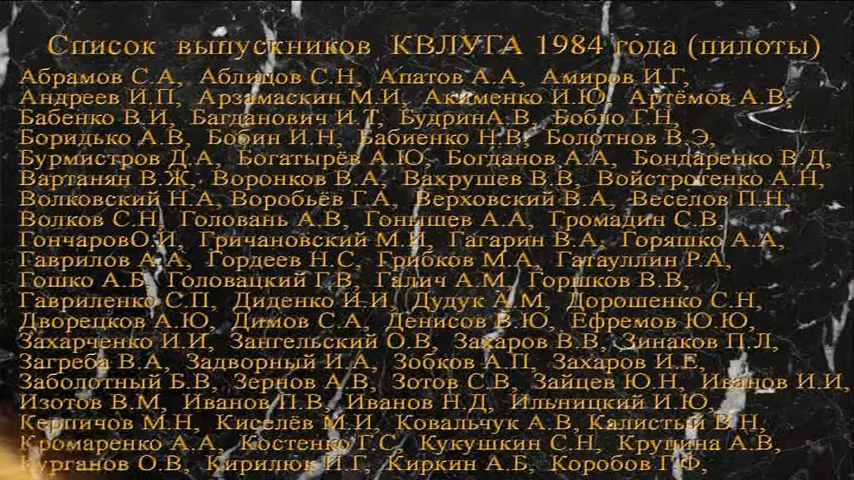 Список выпускников КВЛУГА 1984 года (пилоты)
Абрамов С.А, Аблицов С.Н, Апатов А.А, Амиров И.Г,
Андреев И.П, Арзамаскин М.И, Акименко И.Ю, Артёмов А.В,
Бабенко В.И, Багданович И.Т, БудринА.В, Бобно Г.Н,
Боридько А.В, Бобин И.Н, Бабиенко Н.В, Болотнов В.Э,
Бурмистров Д.А, Богатырёв А.Ю, Богданов А.А, Бондаренко В.Д,
Вартанян В.Ж, Воронков В.А, Вахрушев В.В, Войстротенко А.Н,
Волковский Н.А, Воробьёв Г.А, Верховский В.А, Веселов П.Н,
Волков С.Н, Головань А.В, Гонышев А.А, Громадин С.В,
ГончаровО.И, Гричановский М.И, Гагарин В.А, Горяшко А.А,
Гаврилов А.А, Гордеев Н.С, Грибков М.А, Гатауллин Р.А,
Гошко А.Б, Головацкий Г.В, Галич А.М, Горшков В.В,
Гавриленко С.П, Диденко И.И, Дудук А.М, Дорошенко С.Н,
Дворецков А.Ю, Димов С.А, Денисов В.Ю, Ефремов Ю.Ю,
Захарченко И.И, Зангельский О.В, Захаров В.В, Зинаков П.Л,
Загреба В.А, Задворный И.А, Зобков А.П, Захаров И.Е,
Заболотный Б.В, Зернов А.В, Зотов С.В, Зайцев Ю.Н, Иванов И.И,
Изотов В.М, Иванов П.В, Иванов Н.Д, Ильницкий И.Ю,
Керпичов М.Н, Киселёв М.И, Ковальчук А.В, Калистый В.Н,
Кромаренко А.А, Костенко Г.С, Кукушкин С.Н, Крупина А.В,
Курганов О.В, Кирилюк И.Г, Киркин А.Б, Коробов Г.Ф,